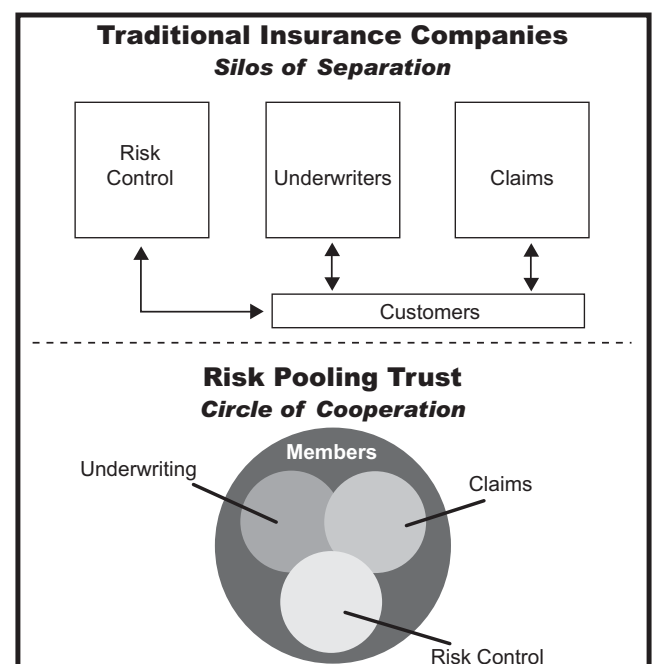 Traditional Insurance Companies
Silos of Separation
Risk
Control
Underwriters
Claims
Customers
Risk Pooling Trust
Circle of Cooperation
Members
Underwriting
Claims
Risk Control